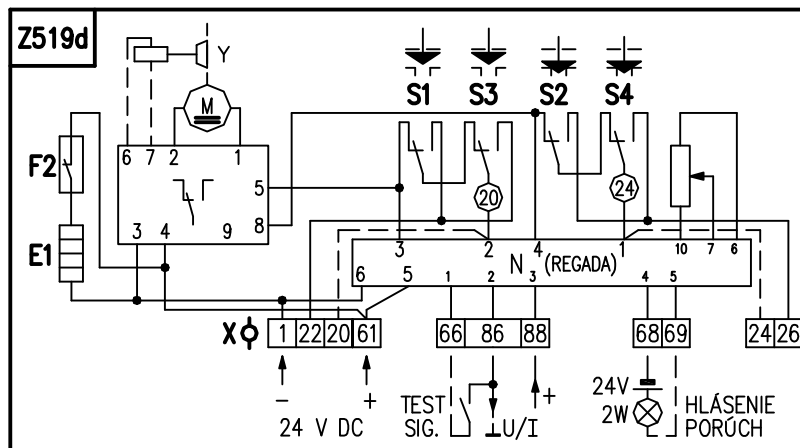 Z519d
Y
M
S1 S3 S2 S4
F2
6 7 2 1
5
8
3 4 9
E1
20
24
3 2 4 1 10 7 6
N (REGADA)
6 5 1 2 3 4 5
X
1 22 20 61 66 86 88 68 69 24 26
− +
24 V DC
TEST
SIG.
U/I
+
24V
2W
HLÁSENIE
PORÚCH